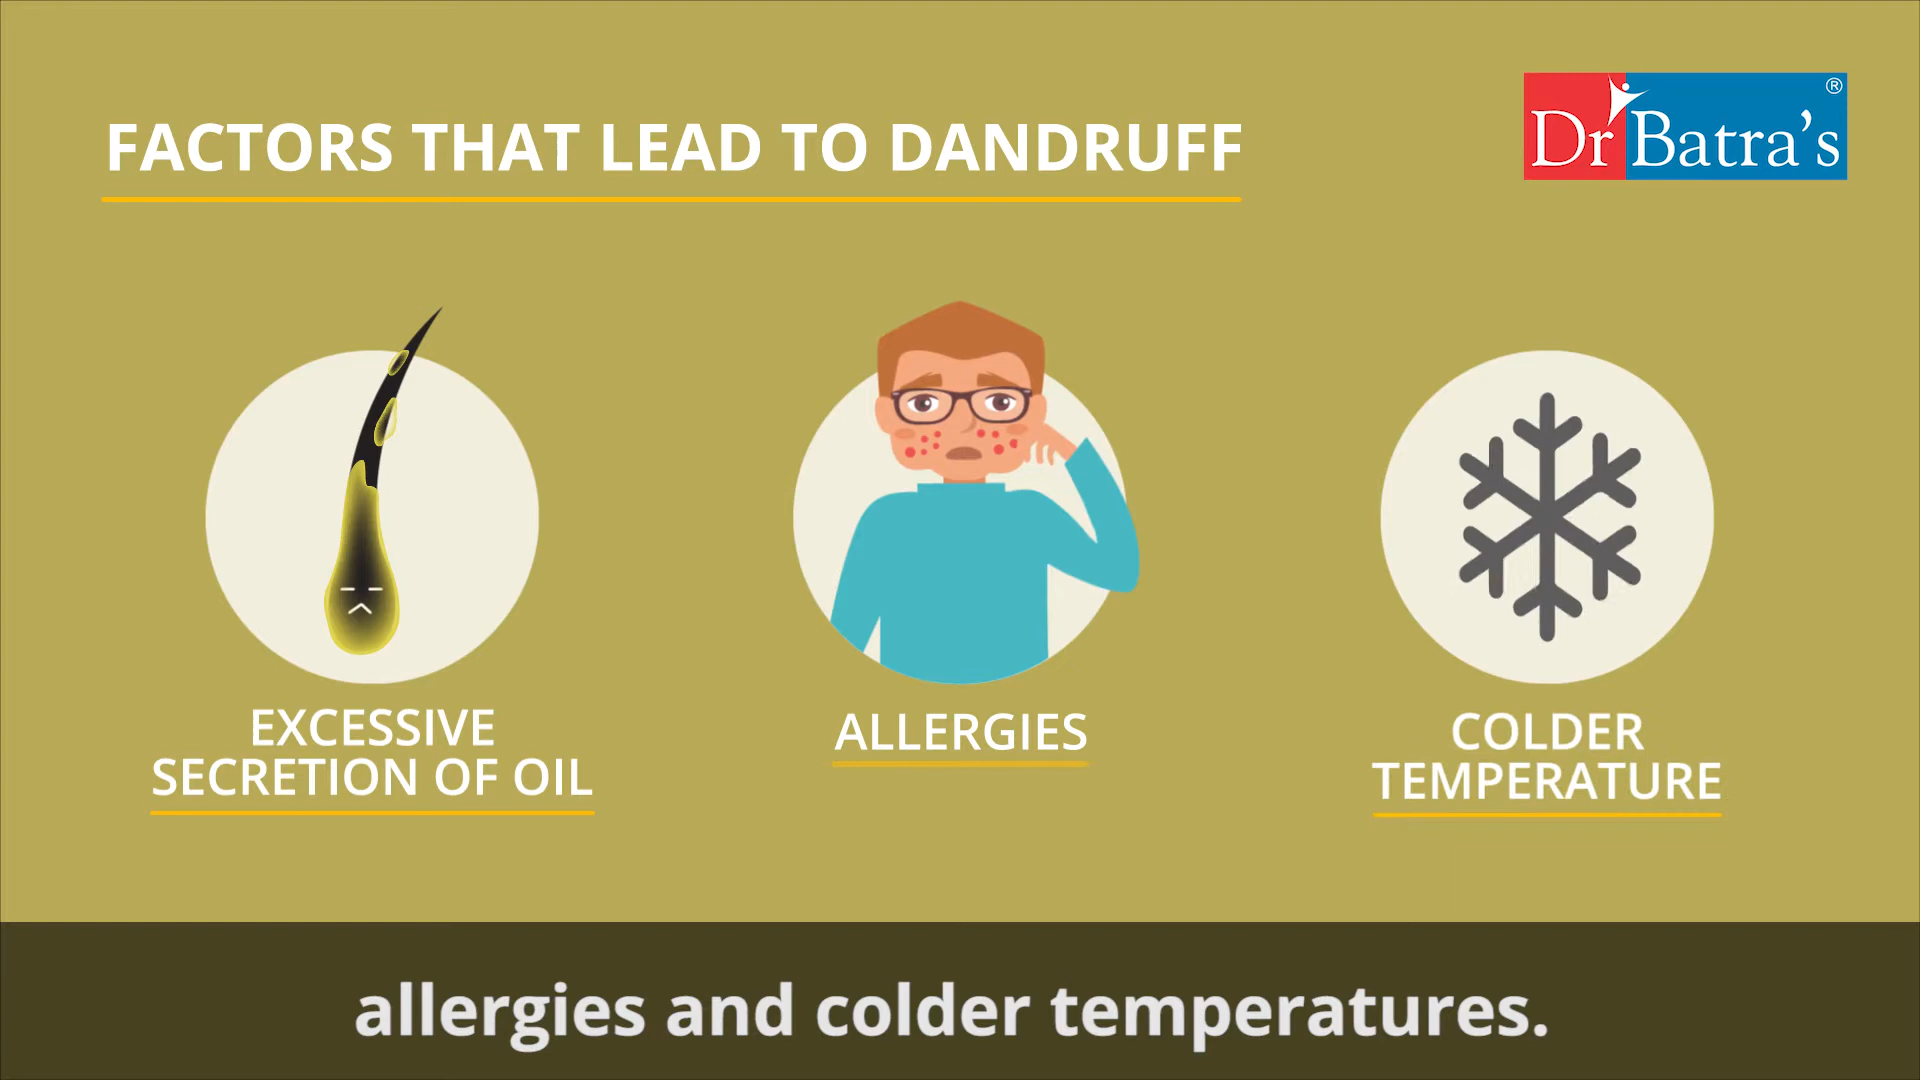 FACTORS THAT LEAD TO DANDRUFF
Dr Batra's®
EXCESSIVE
SECRETION OF OIL
ALLERGIES
COLDER
TEMPERATURE
allergies and colder temperatures.